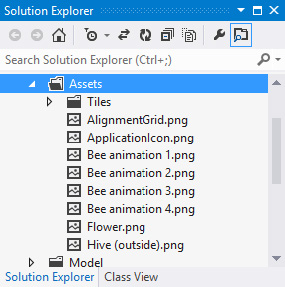 Solution Explorer
Search Solution Explorer (Ctrl+;)
Assets
Tiles
AlignmentGrid.png
ApplicationIcon.png
Bee animation 1.png
Bee animation 2.png
Bee animation 3.png
Bee animation 4.png
Flower.png
Hive (outside).png
Model
Solution Explorer Class View